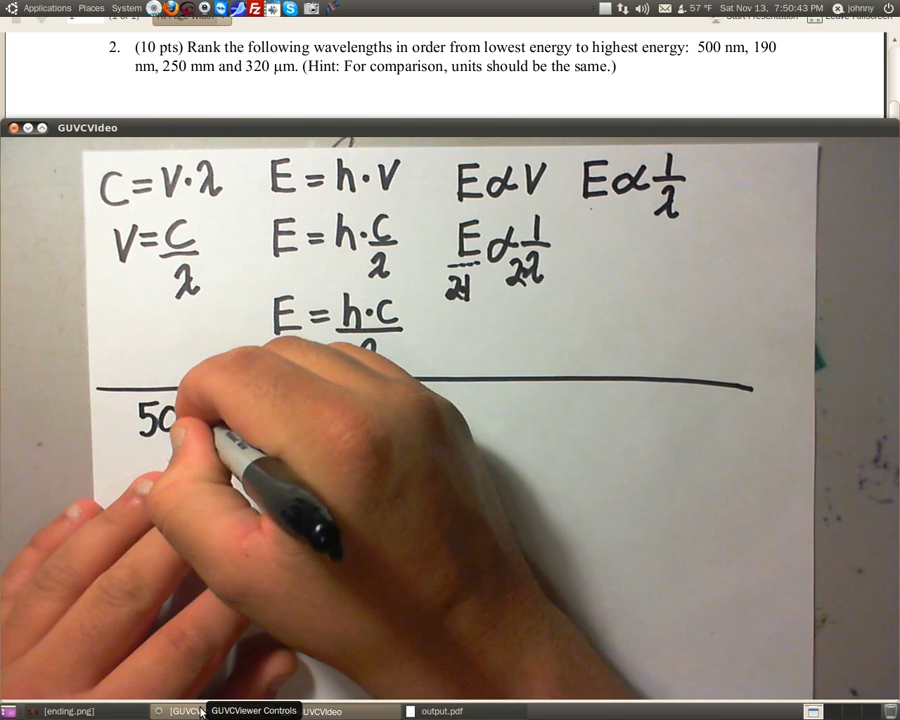 Applications Places System
57 °F Sat Nov 13, 7:50:43 PM johnny
2. (10 pts) Rank the following wavelengths in order from lowest energy to highest energy: 500 nm, 190
nm, 250 mm and 320 μm. (Hint: For comparison, units should be the same.)
GUVCVIdeo
C=V·λ E=h·V E∝V E∝1/λ
V=C/λ E=h·C/λ E/2↓∝1/2λ
E=h·C
50
[ending.png] [GUVCV GUVCViewer Controls UVCVIdeo output.pdf